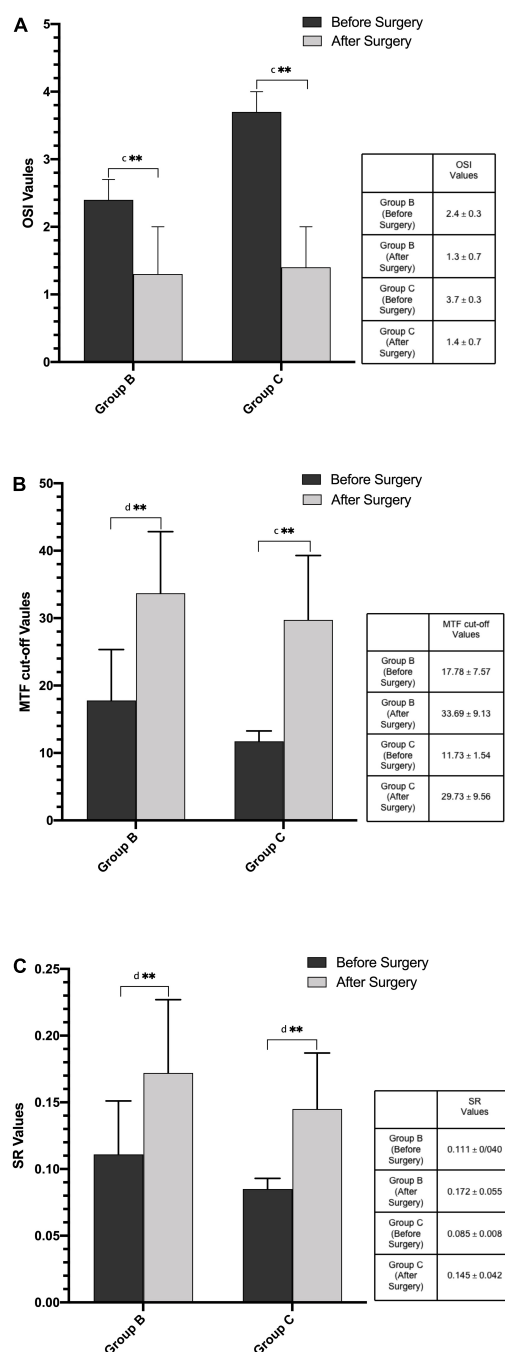 A
Before Surgery
After Surgery
5
4
3
2
1
0
OSI Vaules
c **
c **
Group B
Group C
OSI
Values
Group B
(Before
Surgery)
2.4 ± 0.3
Group B
(After
Surgery)
1.3 ± 0.7
Group C
(Before
Surgery)
3.7 ± 0.3
Group C
(After
Surgery)
1.4 ± 0.7
B
Before Surgery
After Surgery
50
40
30
20
10
0
MTF cut-off Vaules
d **
c **
Group B
Group C
MTF cut-off
Values
Group B
(Before
Surgery)
17.78 ± 7.57
Group B
(After
Surgery)
33.69 ± 9.13
Group C
(Before
Surgery)
11.73 ± 1.54
Group C
(After
Surgery)
29.73 ± 9.56
C
Before Surgery
After Surgery
0.25
0.20
0.15
0.10
0.05
0.00
SR Values
d **
d **
Group B
Group C
SR
Values
Group B
(Before
Surgery)
0.111 ± 0/040
Group B
(After
Surgery)
0.172 ± 0.055
Group C
(Before
Surgery)
0.085 ± 0.008
Group C
(After
Surgery)
0.145 ± 0.042